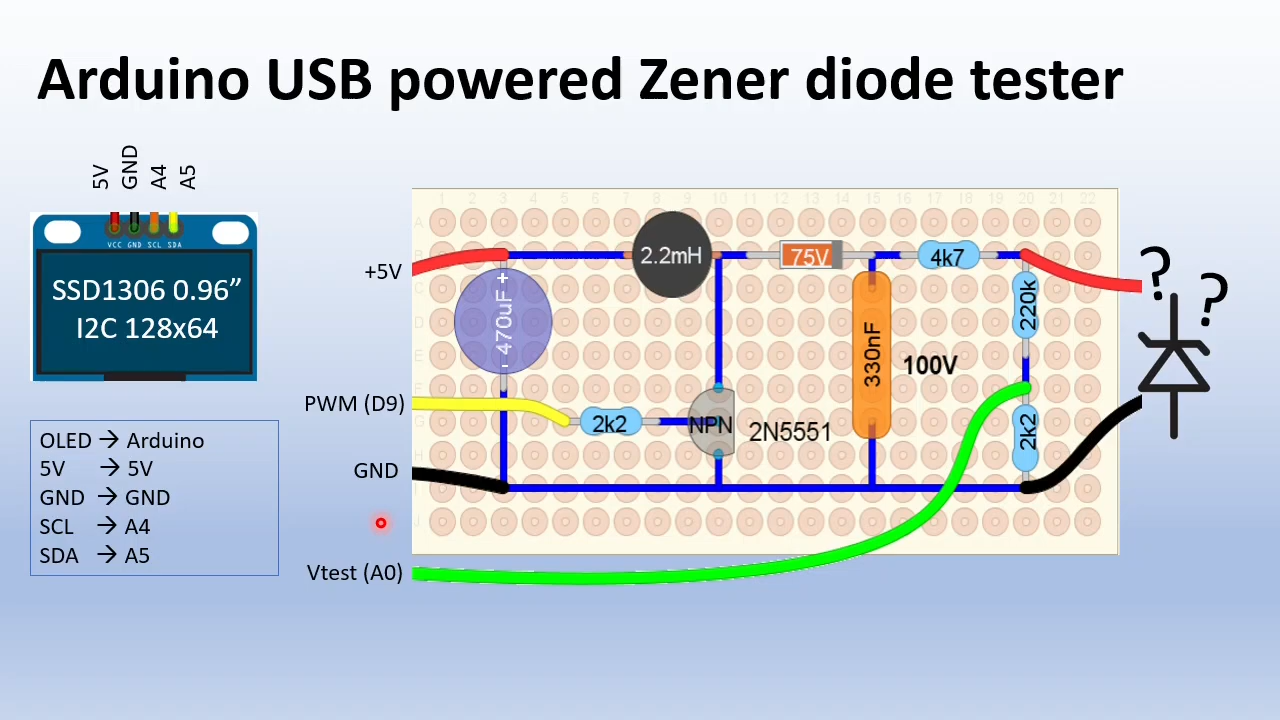 Arduino USB powered Zener diode tester
5V
GND
A4
A5
VCC GND SCL SDA
SSD1306 0.96”
I2C 128x64
OLED → Arduino
5V → 5V
GND → GND
SCL → A4
SDA → A5
+5V
PWM (D9)
GND
Vtest (A0)
1 2 3 4 5 6 7 8 9 10 11 12 13 14 15 16 17 18 19 20 21 22
A
B
C
D
E
F
G
H
J
- 470uF +
2.2mH
75V
4k7
220k
330nF
100V
2k2
NPN
2N5551
2k2
?
?